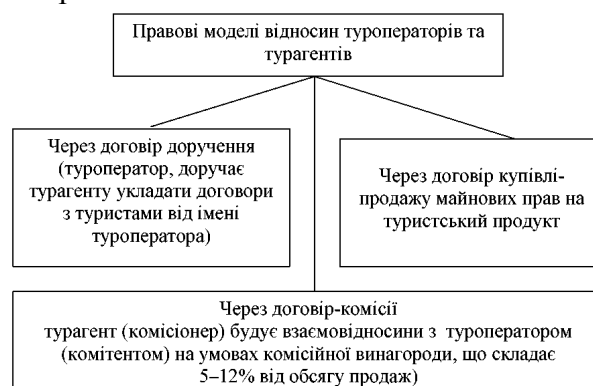 Правові моделі відносин туроператорів та
турагентів
Через договір доручення
(туроператор, доручає
турагенту укладати договори
з туристами від імені
туроператора)
Через договір купівлі-
продажу майнових прав на
туристський продукт
Через договір-комісії
турагент (комісіонер) будує взаємовідносини з туроператором
(комітентом) на умовах комісійної винагороди, що складає
5–12% від обсягу продаж)